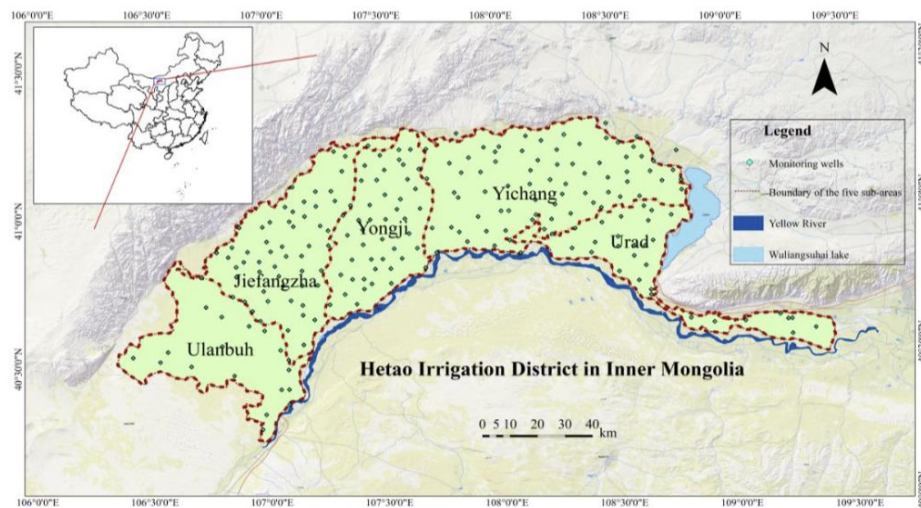 106°0'0"E 106°30'0"E 107°0'0"E 107°30'0"E 108°0'0"E 108°30'0"E 109°0'0"E 109°30'0"E
41°30'0"N
41°0'0"N
40°30'0"N
N
Legend
Monitoring wells
Boundary of the five sub-areas
Yellow River
Wuliangsuhai lake
Yichang
Yongji
Urad
Jiefangzha
Ulanbuh
Hetao Irrigation District in Inner Mongolia
0 5 10 20 30 40
km
106°0'0"E 106°30'0"E 107°0'0"E 107°30'0"E 108°0'0"E 108°30'0"E 109°0'0"E 109°30'0"E